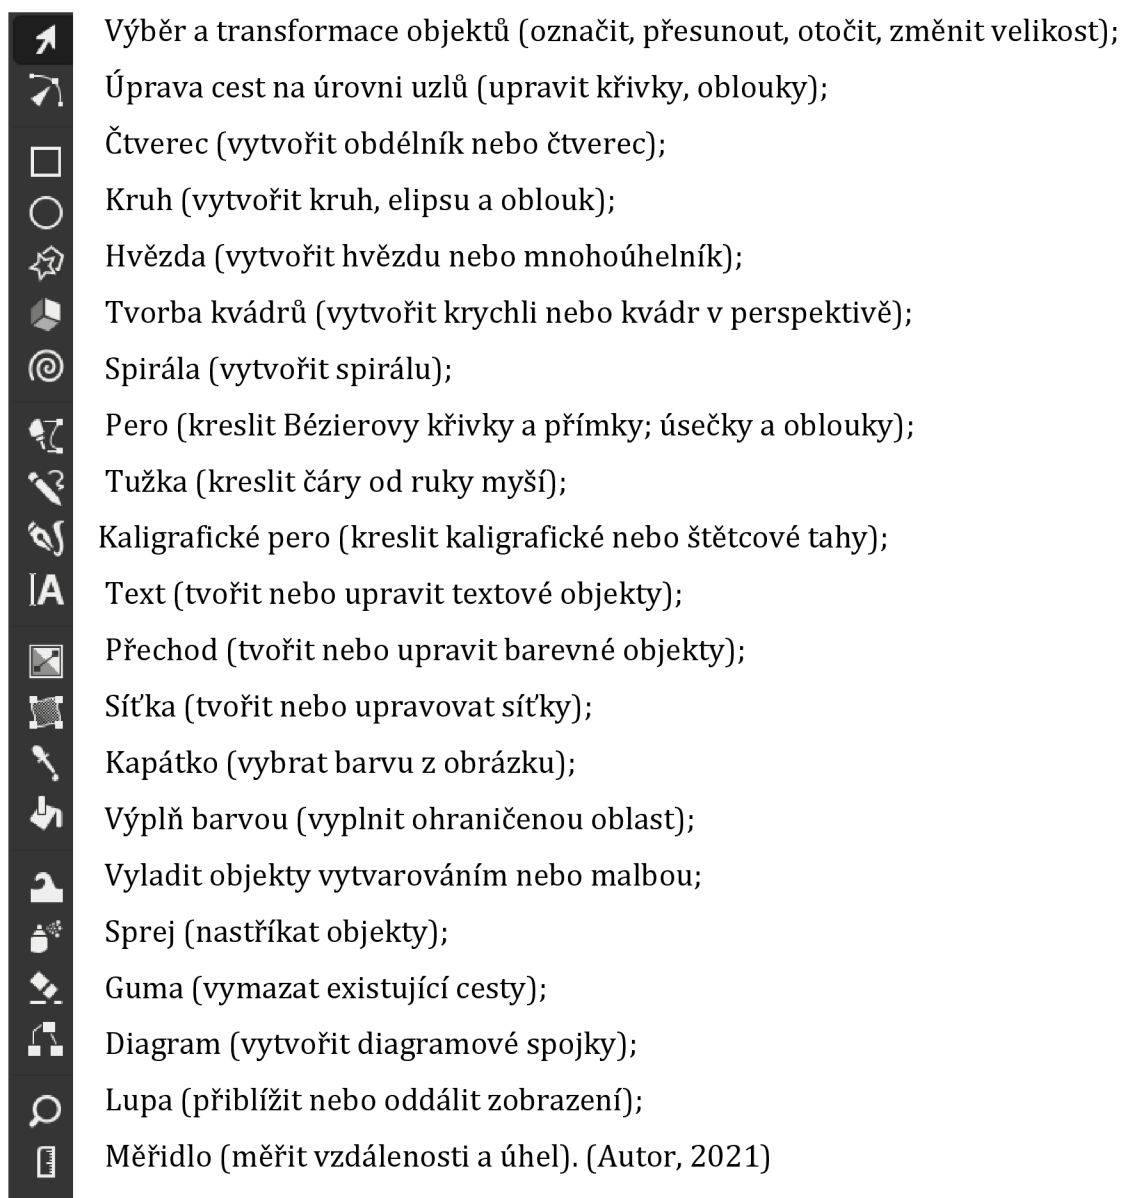 Výběr a transformace objektů (označit, přesunout, otočit, změnit velikost);
Úprava cest na úrovni uzlů (upravit křivky, oblouky);
Čtverec (vytvořit obdélník nebo čtverec);
Kruh (vytvořit kruh, elipsu a oblouk);
Hvězda (vytvořit hvězdu nebo mnohoúhelník);
Tvorba kvádrů (vytvořit krychli nebo kvádr v perspektivě);
Spirála (vytvořit spirálu);
Pero (kreslit Bézierovy křivky a přímky; úsečky a oblouky);
Tužka (kreslit čáry od ruky myší);
Kaligrafické pero (kreslit kaligrafické nebo štětcové tahy);
Text (tvořit nebo upravit textové objekty);
Přechod (tvořit nebo upravit barevné objekty);
Síťka (tvořit nebo upravovat síťky);
Kapátko (vybrat barvu z obrázku);
Výplň barvou (vyplnit ohraničenou oblast);
Vyladit objekty vytvarováním nebo malbou;
Sprej (nastříkat objekty);
Guma (vymazat existující cesty);
Diagram (vytvořit diagramové spojky);
Lupa (přiblížit nebo oddálit zobrazení);
Měřidlo (měřit vzdálenosti a úhel). (Autor, 2021)